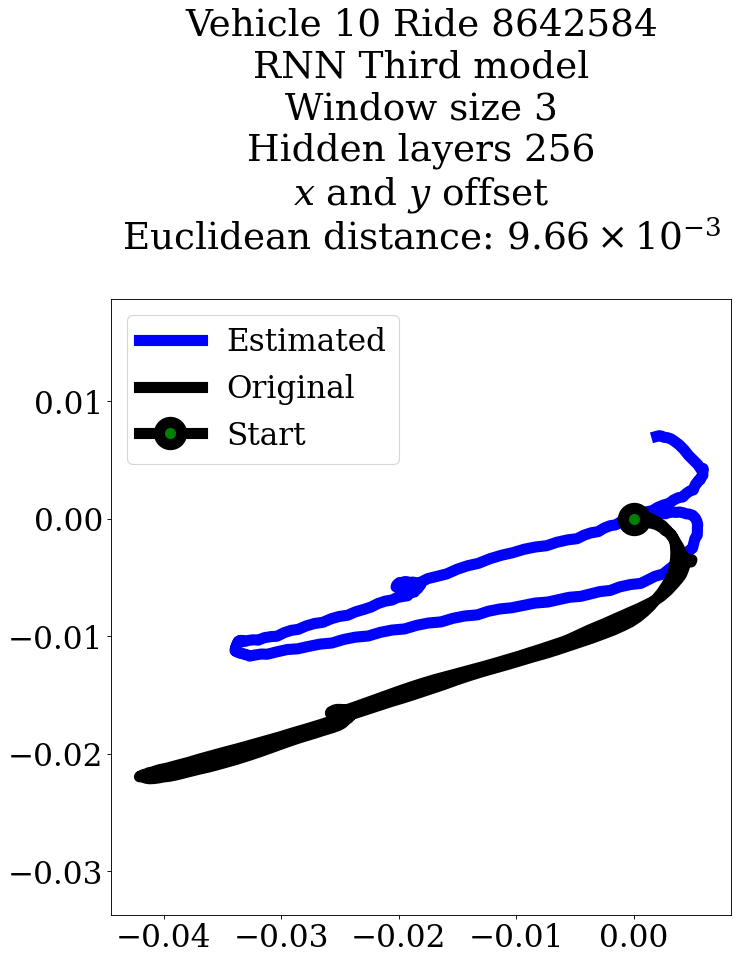 Vehicle 10 Ride 8642584
RNN Third model
Window size 3
Hidden layers 256
x and y offset
Euclidean distance: 9.66 × 10⁻³
Estimated
Original
Start
0.01
0.00
−0.01
−0.02
−0.03
−0.04 −0.03 −0.02 −0.01 0.00